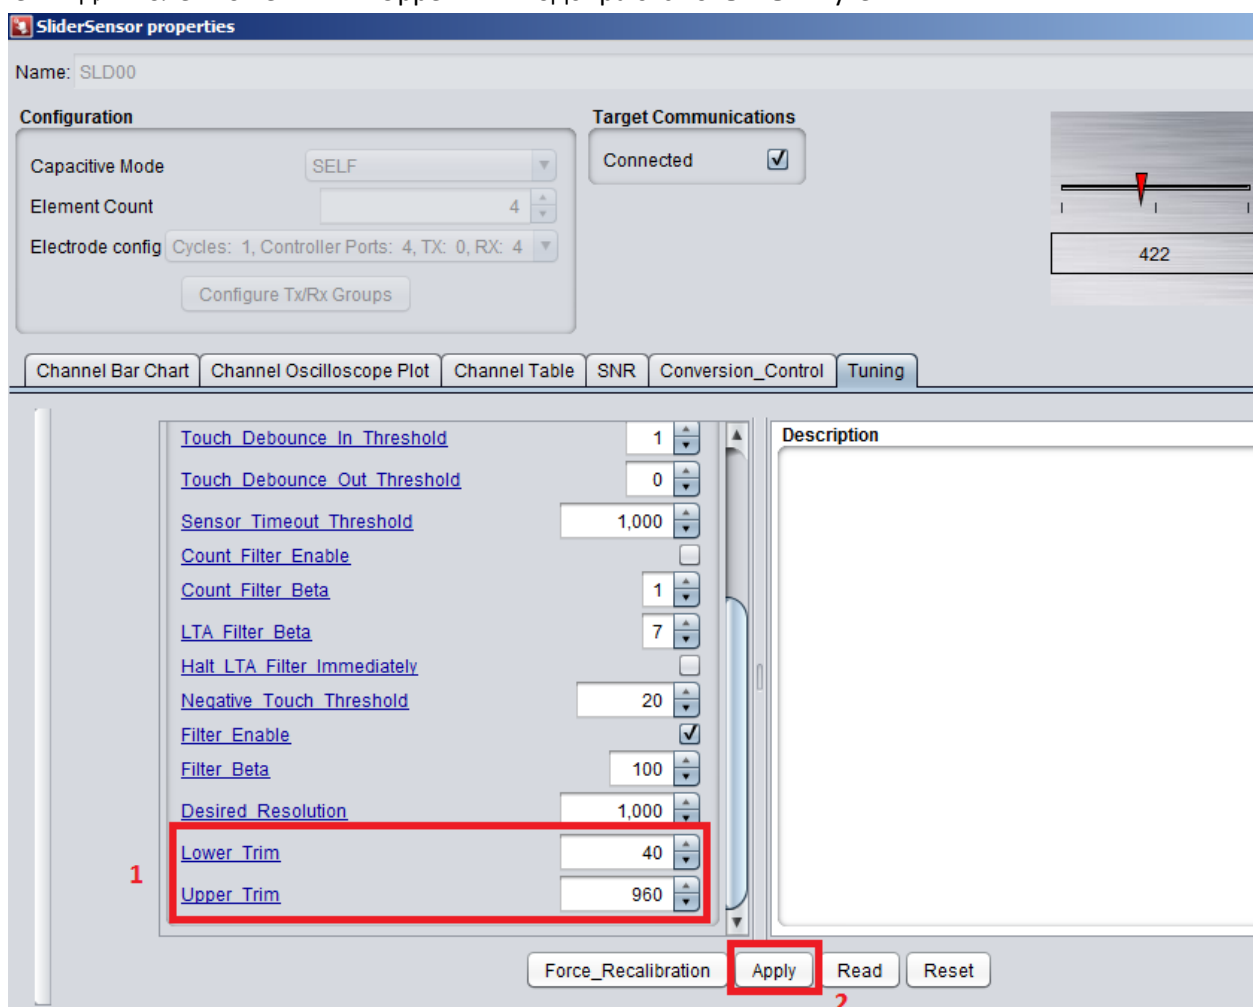 SliderSensor properties
Name: SLD00
Configuration
Target Communications
Capacitive Mode SELF
Connected
Element Count 4
Electrode config Cycles: 1, Controller Ports: 4, TX: 0, RX: 4
422
Configure Tx/Rx Groups
Channel Bar Chart Channel Oscilloscope Plot Channel Table SNR Conversion_Control Tuning
Touch_Debounce_In_Threshold 1
Description
Touch_Debounce_Out_Threshold 0
Sensor_Timeout_Threshold 1,000
Count_Filter_Enable
Count_Filter_Beta 1
LTA_Filter_Beta 7
Halt_LTA_Filter_Immediately
Negative_Touch_Threshold 20
Filter_Enable
Filter_Beta 100
Desired_Resolution 1,000
Lower_Trim 40
1
Upper_Trim 960
Force_Recalibration Apply Read Reset
2